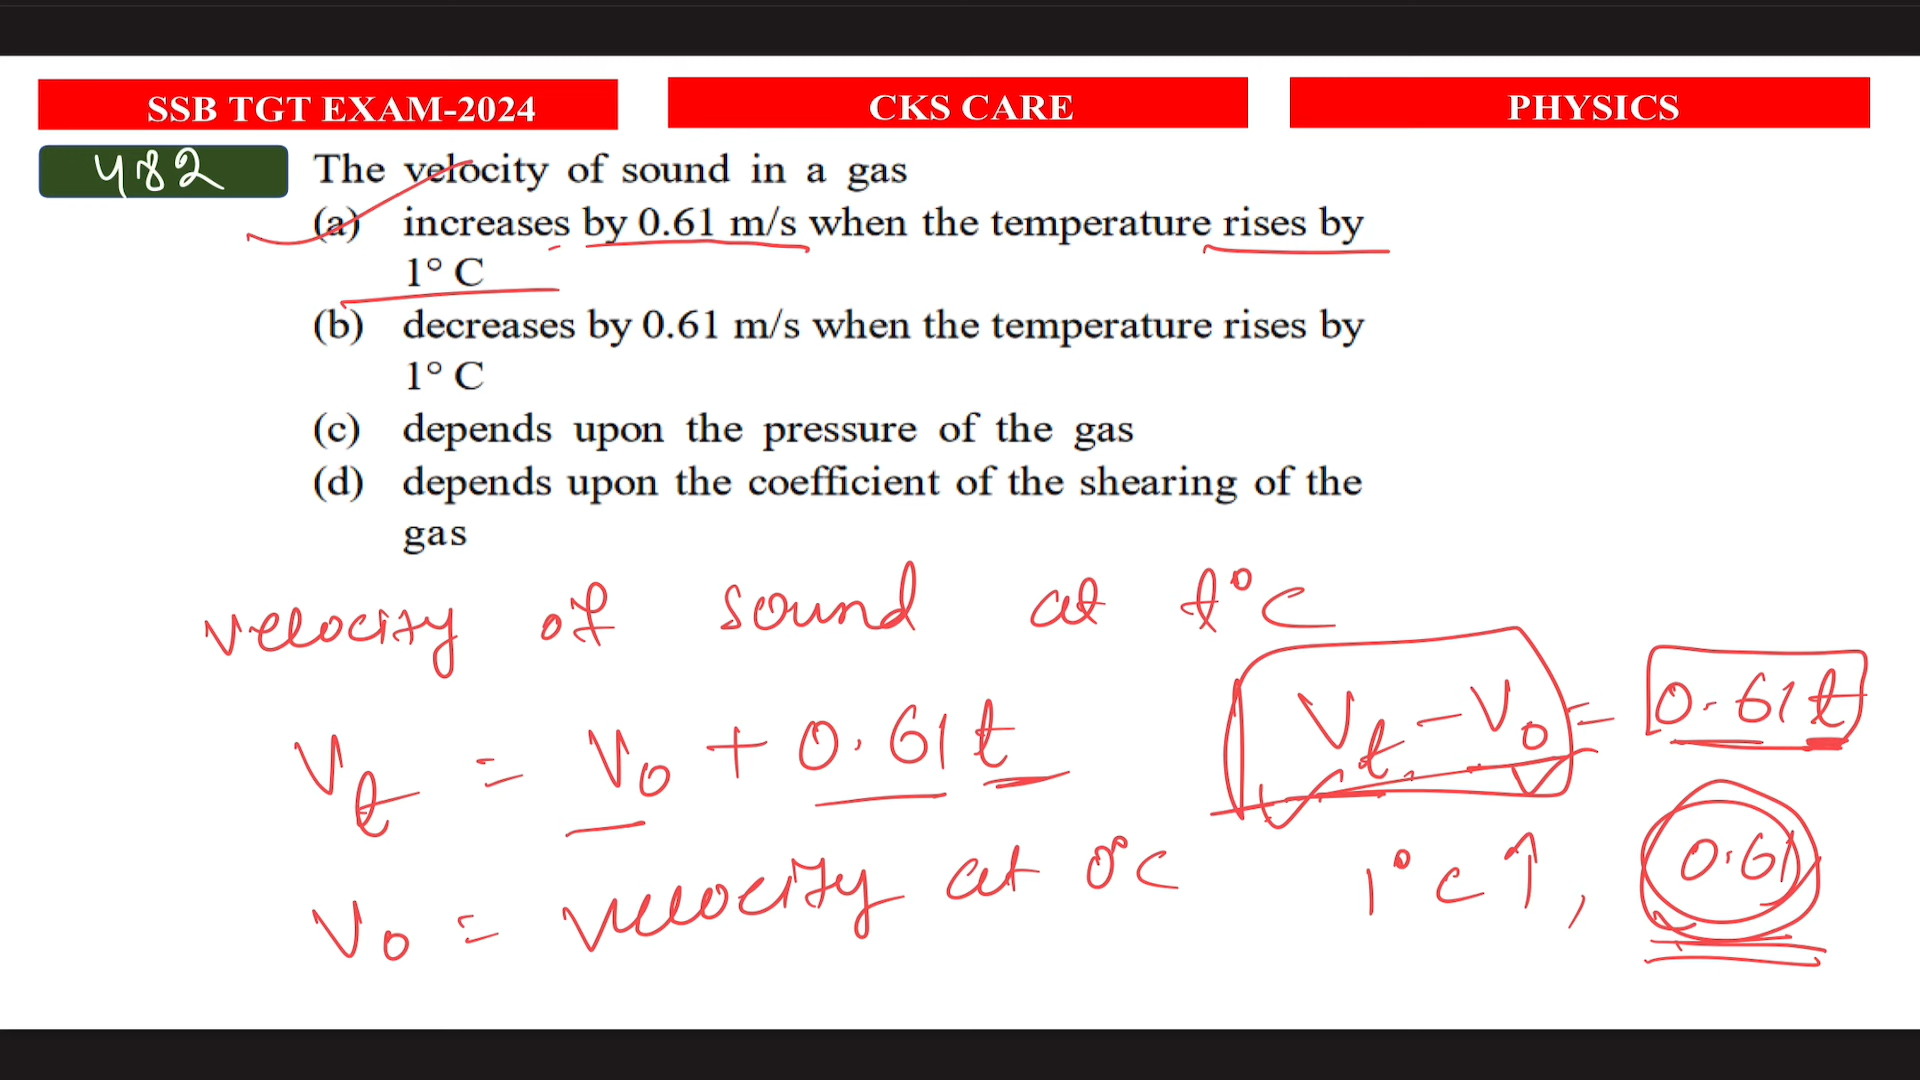 SSB TGT EXAM-2024
CKS CARE
PHYSICS
482
The velocity of sound in a gas
(a) increases by 0.61 m/s when the temperature rises by
1° C
(b) decreases by 0.61 m/s when the temperature rises by
1° C
(c) depends upon the pressure of the gas
(d) depends upon the coefficient of the shearing of the
gas
velocity of sound at t°C
Vt = V0 + 0.61 t
Vt - V0 = 0.61 t
V0 = velocity at 0°C
1°C ↑, 0.61